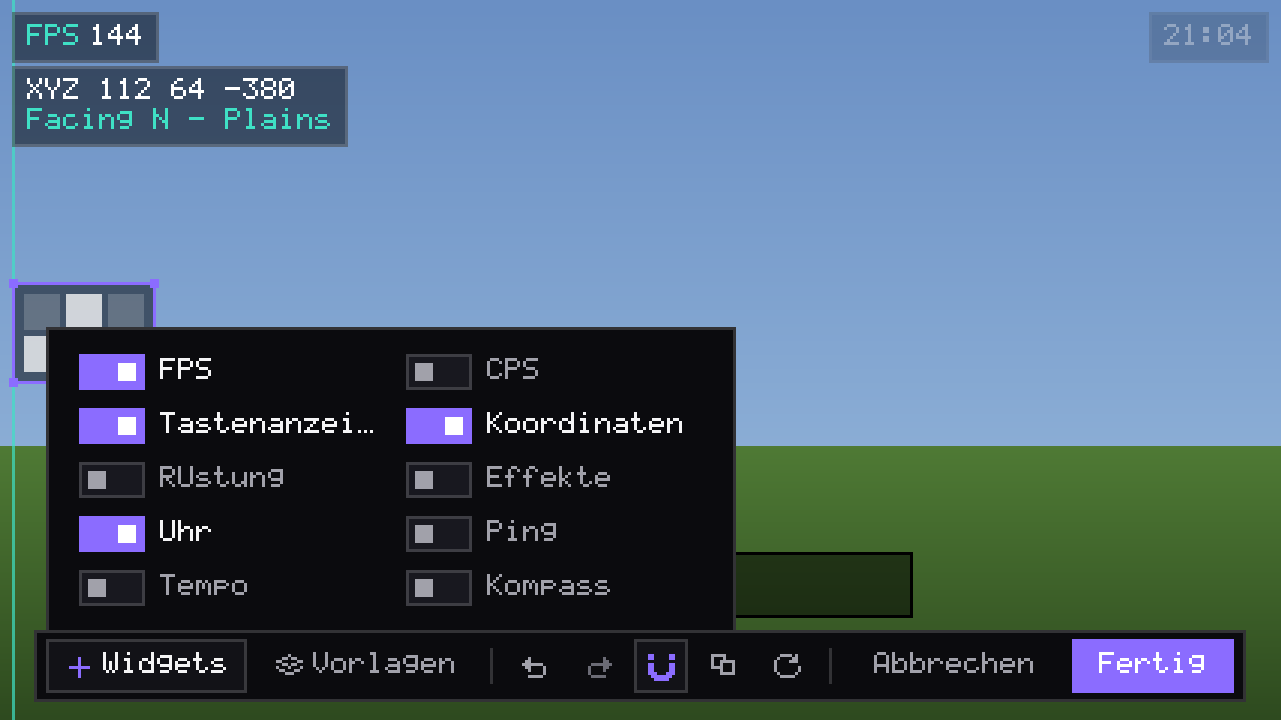 FPS 144
21:04
XYZ 112 64 -380
Facing N - Plains
FPS
CPS
Tastenanzei…
Koordinaten
RUstung
Effekte
Uhr
Ping
Tempo
Kompass
+ Widgets
Vorlagen
Abbrechen
Fertig